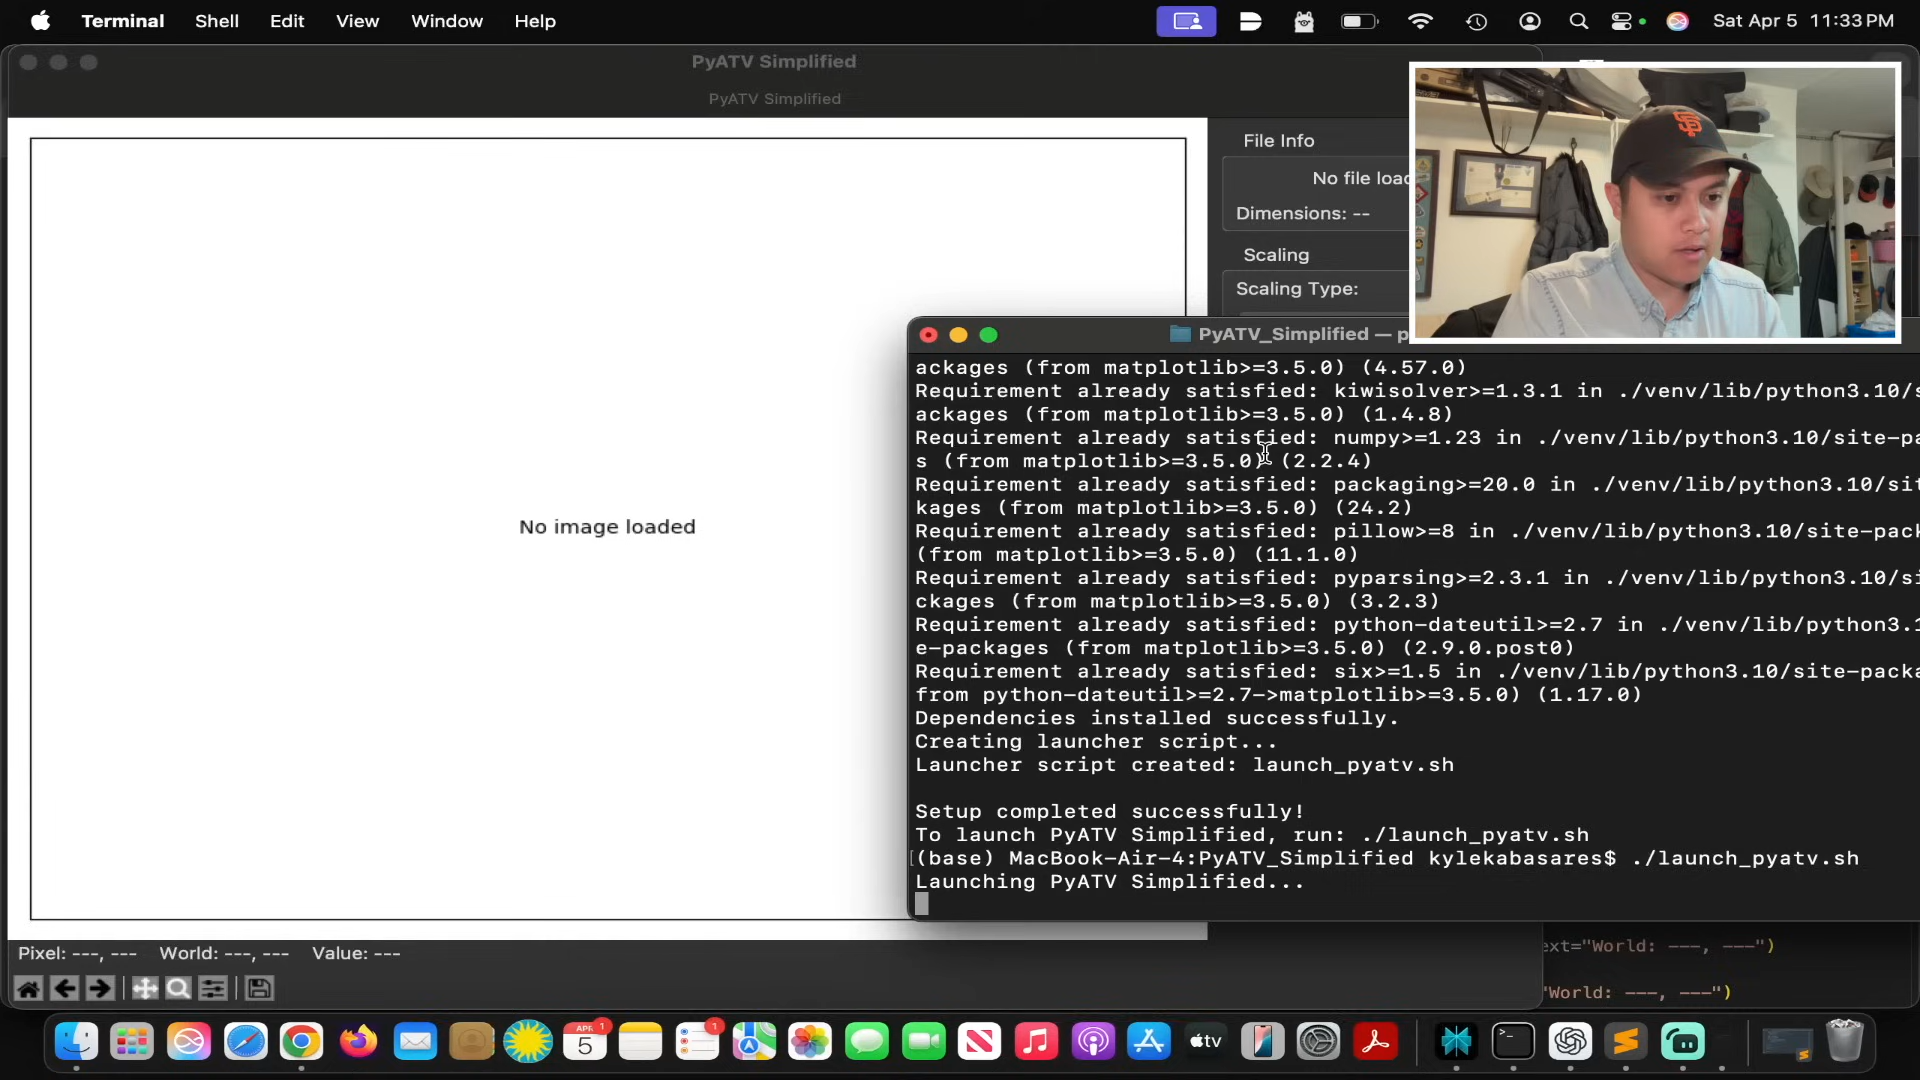 Terminal Shell Edit View Window Help Sat Apr 5 11:33 PM
PyATV Simplified
PyATV Simplified
File Info
No file load
Dimensions: --
Scaling
Scaling Type:
No image loaded
Pixel: ---, --- World: ---, --- Value: ---
PyATV_Simplified — p
ackages (from matplotlib>=3.5.0) (4.57.0)
Requirement already satisfied: kiwisolver>=1.3.1 in ./venv/lib/python3.10/s
ackages (from matplotlib>=3.5.0) (1.4.8)
Requirement already satisfied: numpy>=1.23 in ./venv/lib/python3.10/site-pa
s (from matplotlib>=3.5.0) (2.2.4)
Requirement already satisfied: packaging>=20.0 in ./venv/lib/python3.10/sit
kages (from matplotlib>=3.5.0) (24.2)
Requirement already satisfied: pillow>=8 in ./venv/lib/python3.10/site-pack
(from matplotlib>=3.5.0) (11.1.0)
Requirement already satisfied: pyparsing>=2.3.1 in ./venv/lib/python3.10/si
ckages (from matplotlib>=3.5.0) (3.2.3)
Requirement already satisfied: python-dateutil>=2.7 in ./venv/lib/python3.1
e-packages (from matplotlib>=3.5.0) (2.9.0.post0)
Requirement already satisfied: six>=1.5 in ./venv/lib/python3.10/site-packa
from python-dateutil>=2.7->matplotlib>=3.5.0) (1.17.0)
Dependencies installed successfully.
Creating launcher script...
Launcher script created: launch_pyatv.sh
Setup completed successfully!
To launch PyATV Simplified, run: ./launch_pyatv.sh
[(base) MacBook-Air-4:PyATV_Simplified kylekabasares$ ./launch_pyatv.sh
Launching PyATV Simplified...
ext="World: ---, ---")
"World: ---, ---")
APR 1
5
1
tv
SF